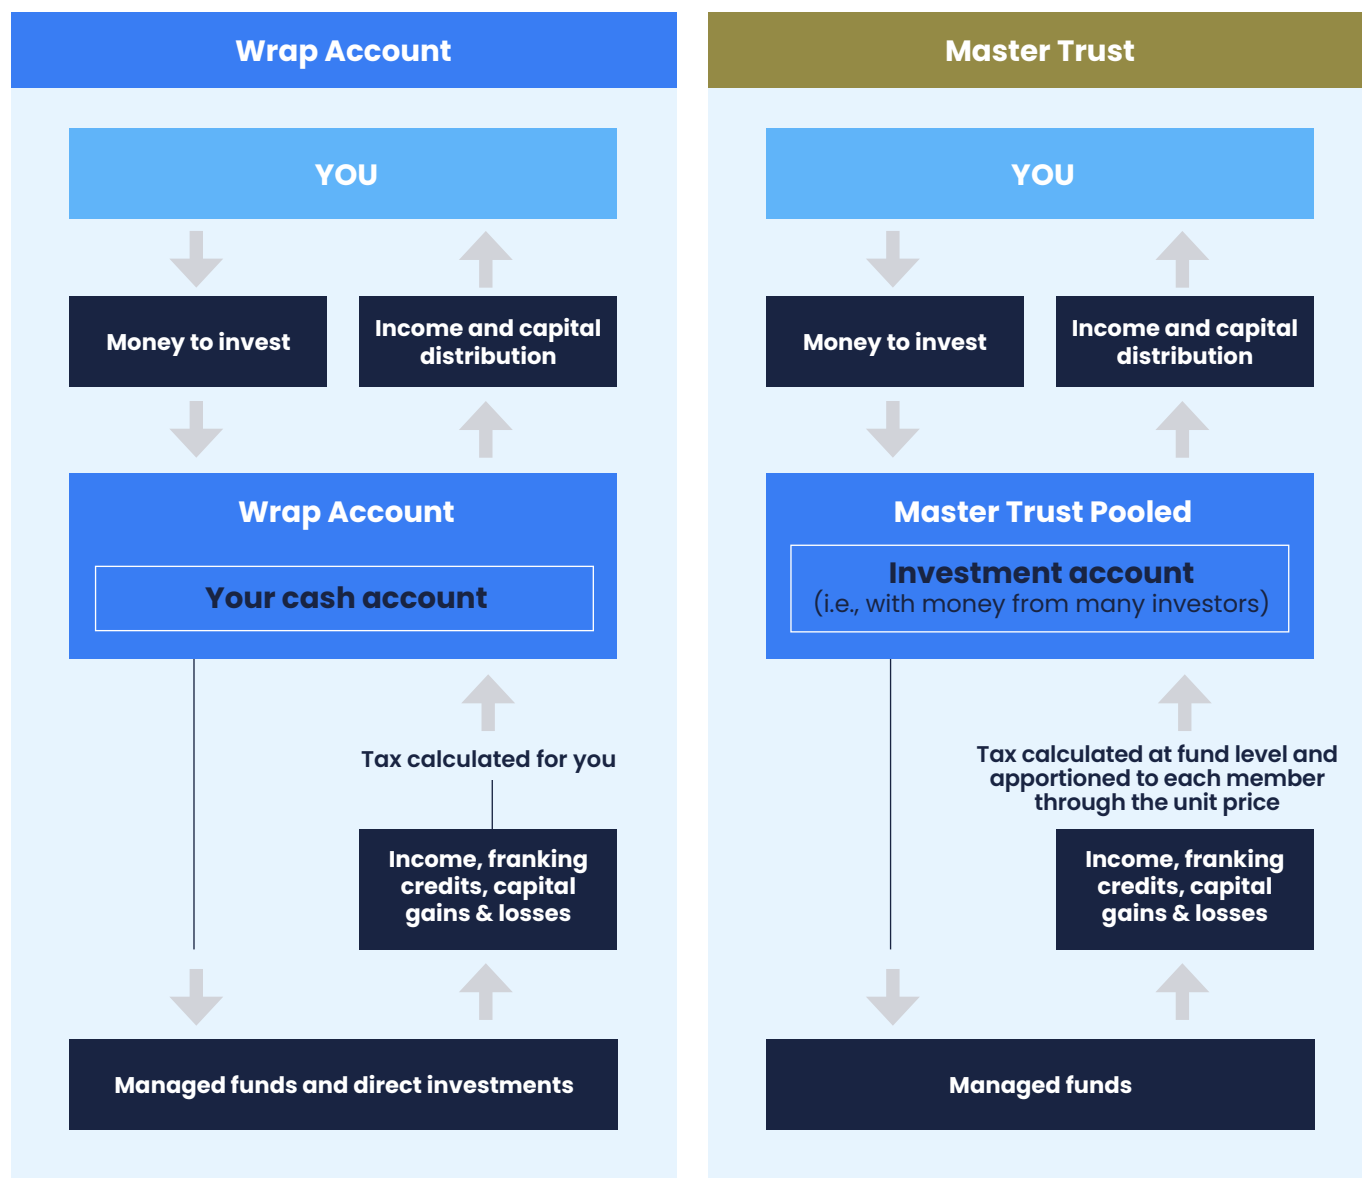 Wrap Account
YOU
Money to invest
Income and capital
distribution
Wrap Account
Your cash account
Tax calculated for you
Income, franking
credits, capital
gains & losses
Managed funds and direct investments
Master Trust
YOU
Money to invest
Income and capital
distribution
Master Trust Pooled
Investment account
(i.e., with money from many investors)
Tax calculated at fund level and
apportioned to each member
through the unit price
Income, franking
credits, capital
gains & losses
Managed funds